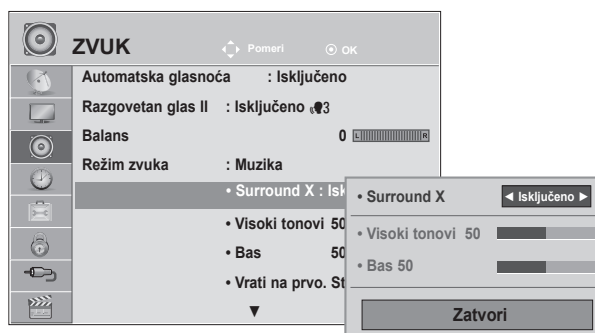 ZVUK
Pomeri
OK
Automatska glasnoća : Isključeno
Razgovetan glas II : Isključeno 3
Balans 0 L R
Režim zvuka : Muzika
• Surround X : Isk
• Visoki tonovi 50
• Bas 50
• Vrati na prvo. St
▼
• Surround X ◄ Isključeno ►
• Visoki tonovi 50
• Bas 50
Zatvori